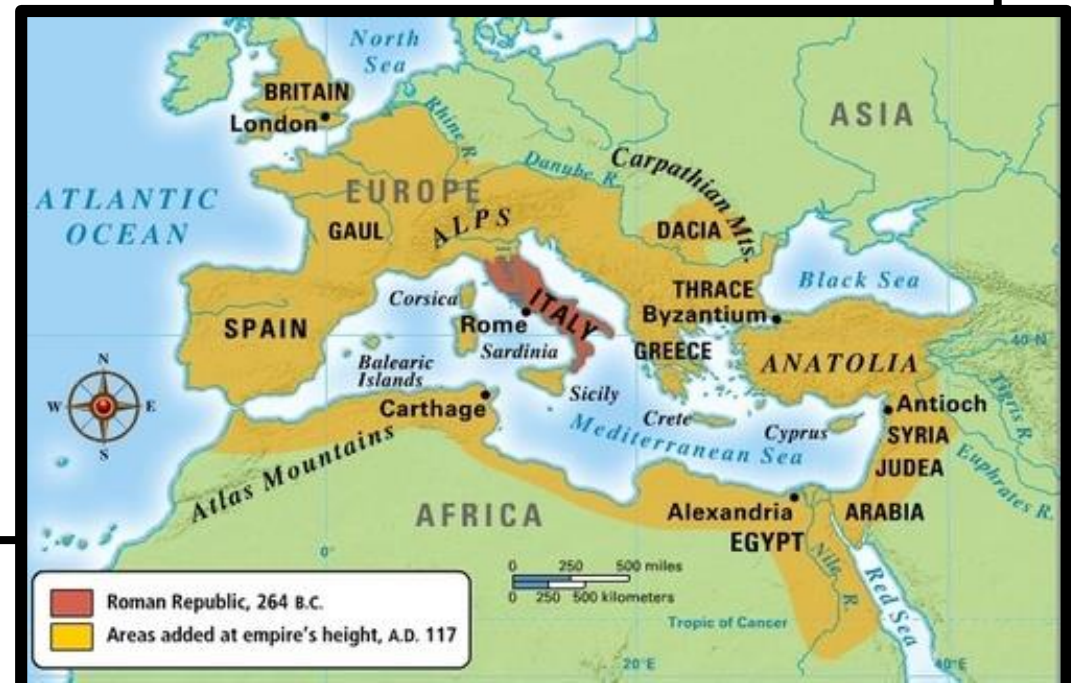 North
Sea
BRITAIN
London
Rhine R.
ASIA
Danube R.
Carpathian Mts.
ATLANTIC
OCEAN
EUROPE
GAUL
ALPS
DACIA
Black Sea
THRACE
Byzantium
Corsica
ITALY
Rome
SPAIN
Sardinia
GREECE
ANATOLIA
40°N
Balearic
Islands
N
W
E
S
Carthage
Sicily
Crete
Cyprus
Mediterranean Sea
Antioch
SYRIA
JUDEA
Tigris R.
Euphrates R.
Atlas Mountains
AFRICA
Alexandria
EGYPT
ARABIA
Nile R.
Red Sea
0°
0 250 500 miles
0 250 500 kilometers
Tropic of Cancer
20°E
40°E
Roman Republic, 264 B.C.
Areas added at empire's height, A.D. 117